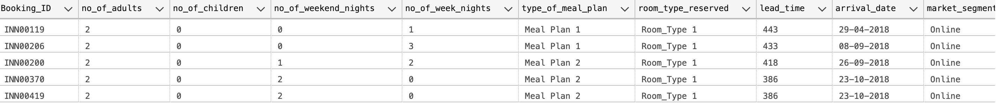 Booking_ID no_of_adults no_of_children no_of_weekend_nights no_of_week_nights type_of_meal_plan room_type_reserved lead_time arrival_date market_segment
INN00119 2 0 0 1 Meal Plan 1 Room_Type 1 443 29-04-2018 Online
INN00206 2 0 0 3 Meal Plan 1 Room_Type 1 433 08-09-2018 Online
INN00200 2 0 1 2 Meal Plan 2 Room_Type 1 418 26-09-2018 Online
INN00370 2 0 2 0 Meal Plan 2 Room_Type 1 386 23-10-2018 Online
INN00419 2 0 2 0 Meal Plan 2 Room_Type 1 386 23-10-2018 Online